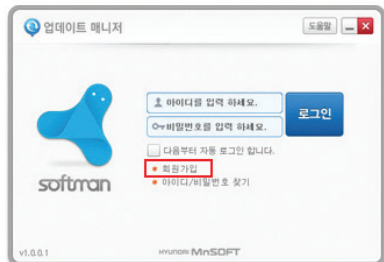 업데이트 매니저
도움말
아이디를 입력 하세요.
비밀번호를 입력 하세요.
로그인
다음부터 자동 로그인 합니다.
회원가입
아이디/비밀번호 찾기
softman
v1.0.0.1
HYUNDAI MNSOFT